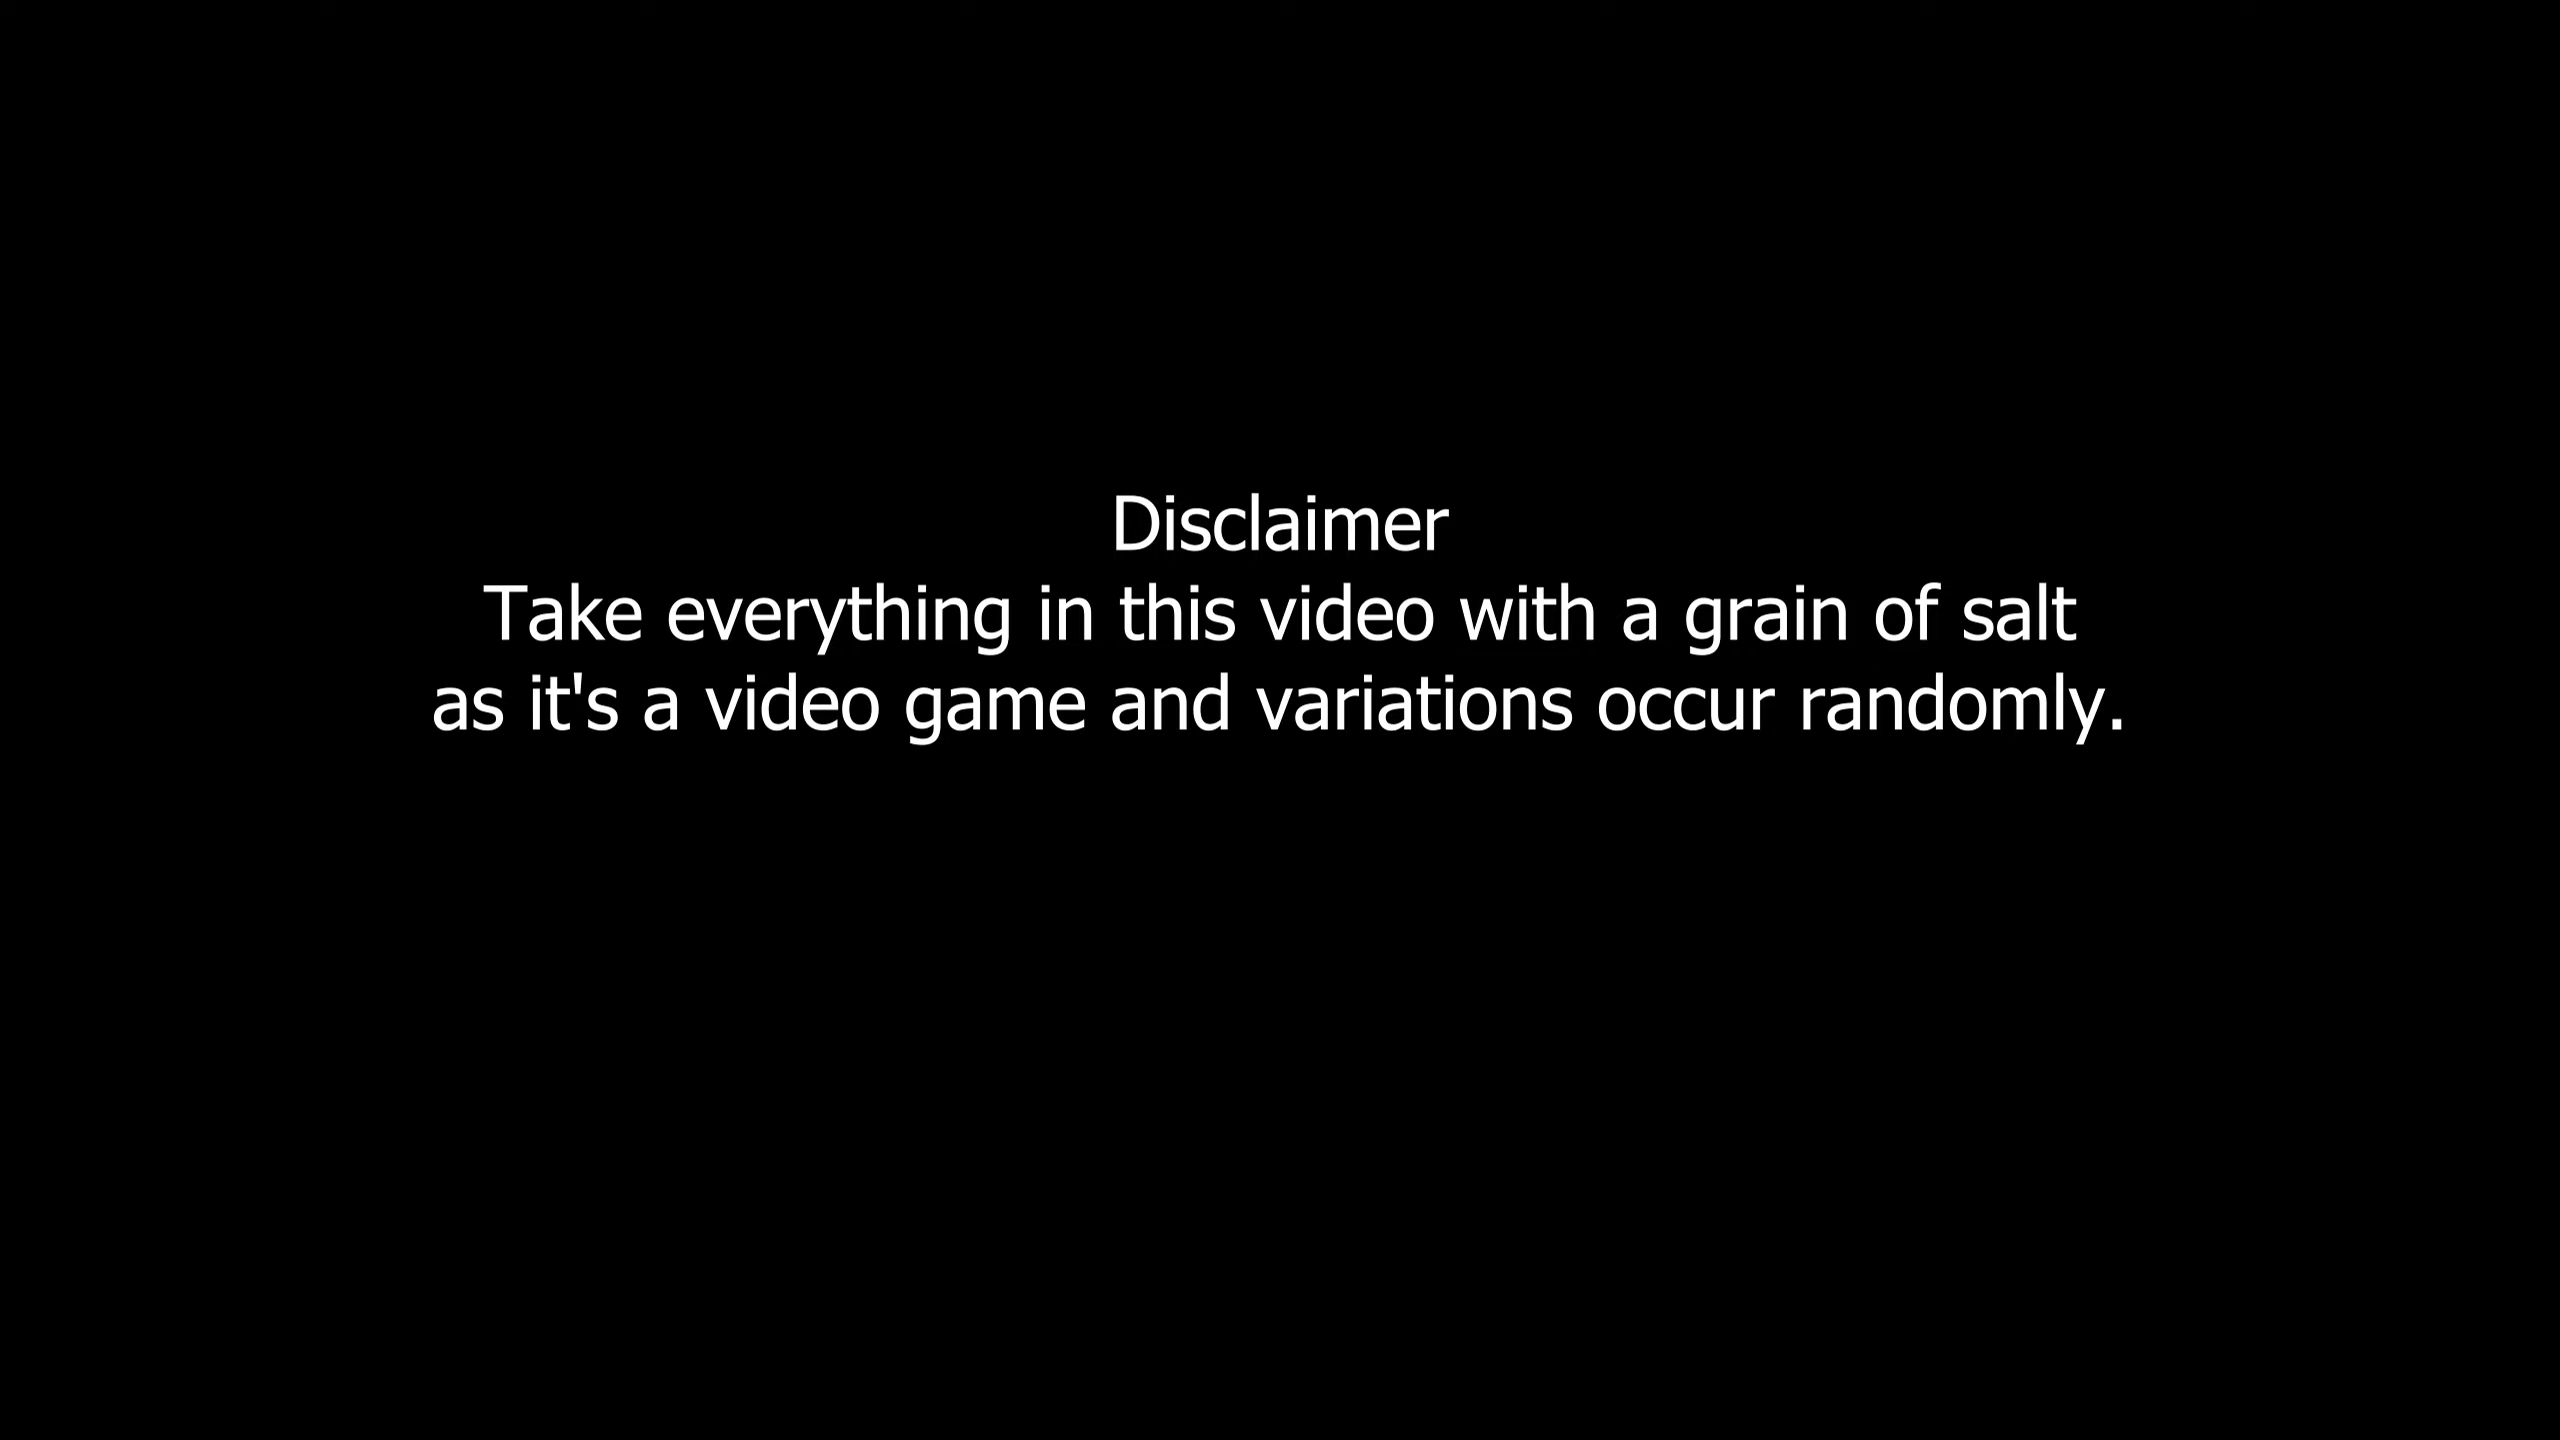 Disclaimer
Take everything in this video with a grain of salt
as it's a video game and variations occur randomly.